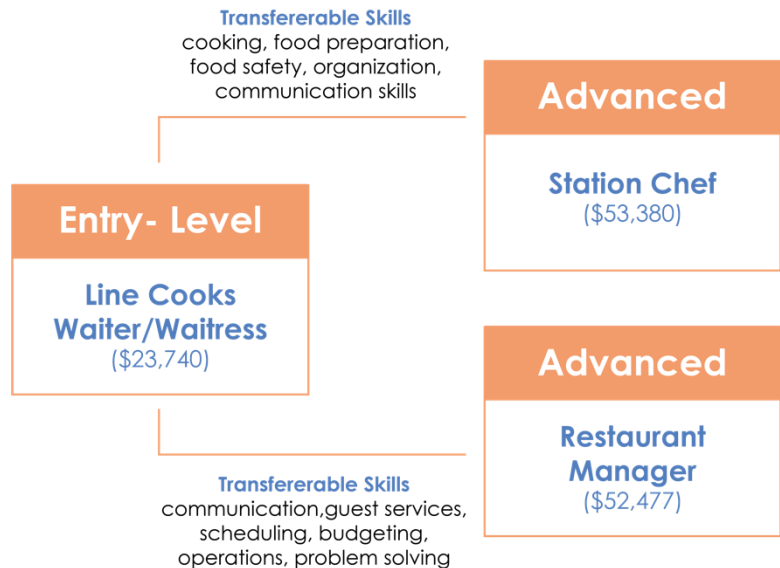 Transfererable Skills
cooking, food preparation,
food safety, organization,
communication skills
Advanced
Station Chef
($53,380)
Entry- Level
Line Cooks
Waiter/Waitress
($23,740)
Advanced
Restaurant
Manager
($52,477)
Transfererable Skills
communication,guest services,
scheduling, budgeting,
operations, problem solving